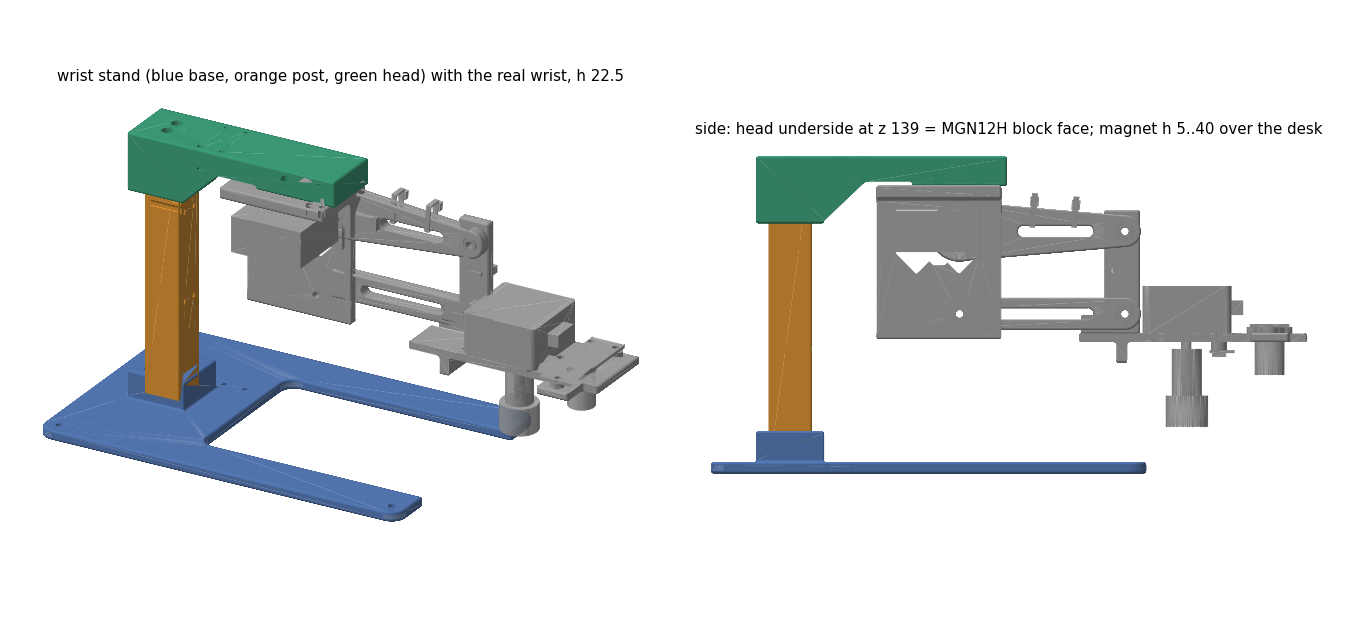 wrist stand (blue base, orange post, green head) with the real wrist, h 22.5
side: head underside at z 139 = MGN12H block face; magnet h 5..40 over the desk